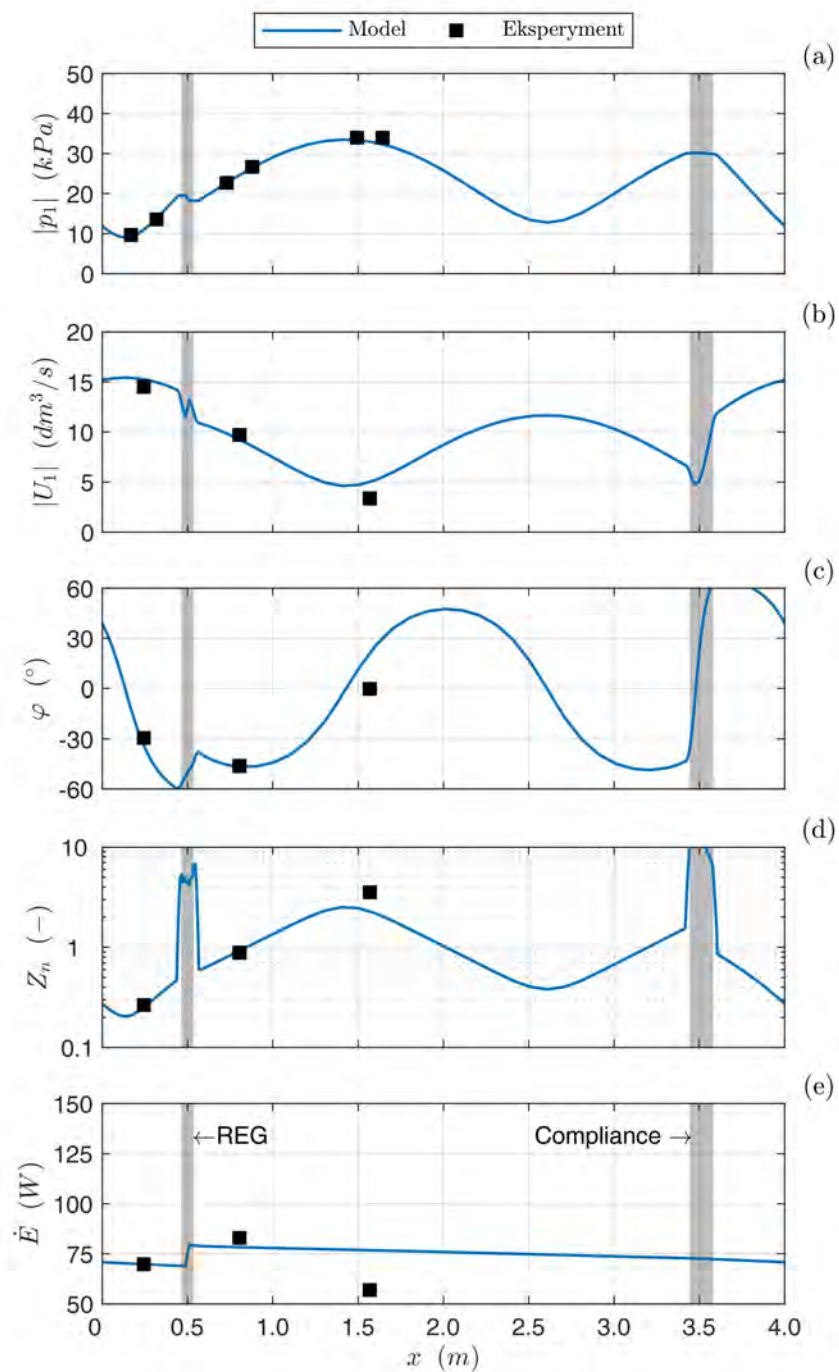 Model Eksperyment
(a)
50
40
30
20
10
0
|p₁| (kPa)
(b)
20
15
10
5
0
|U₁| (dm³/s)
(c)
60
30
0
-30
-60
φ (°)
(d)
10
1
0.1
Zₙ (−)
(e)
150
125
100
75
50
Ė (W)
←REG Compliance →
0 0.5 1.0 1.5 2.0 2.5 3.0 3.5 4.0
x (m)